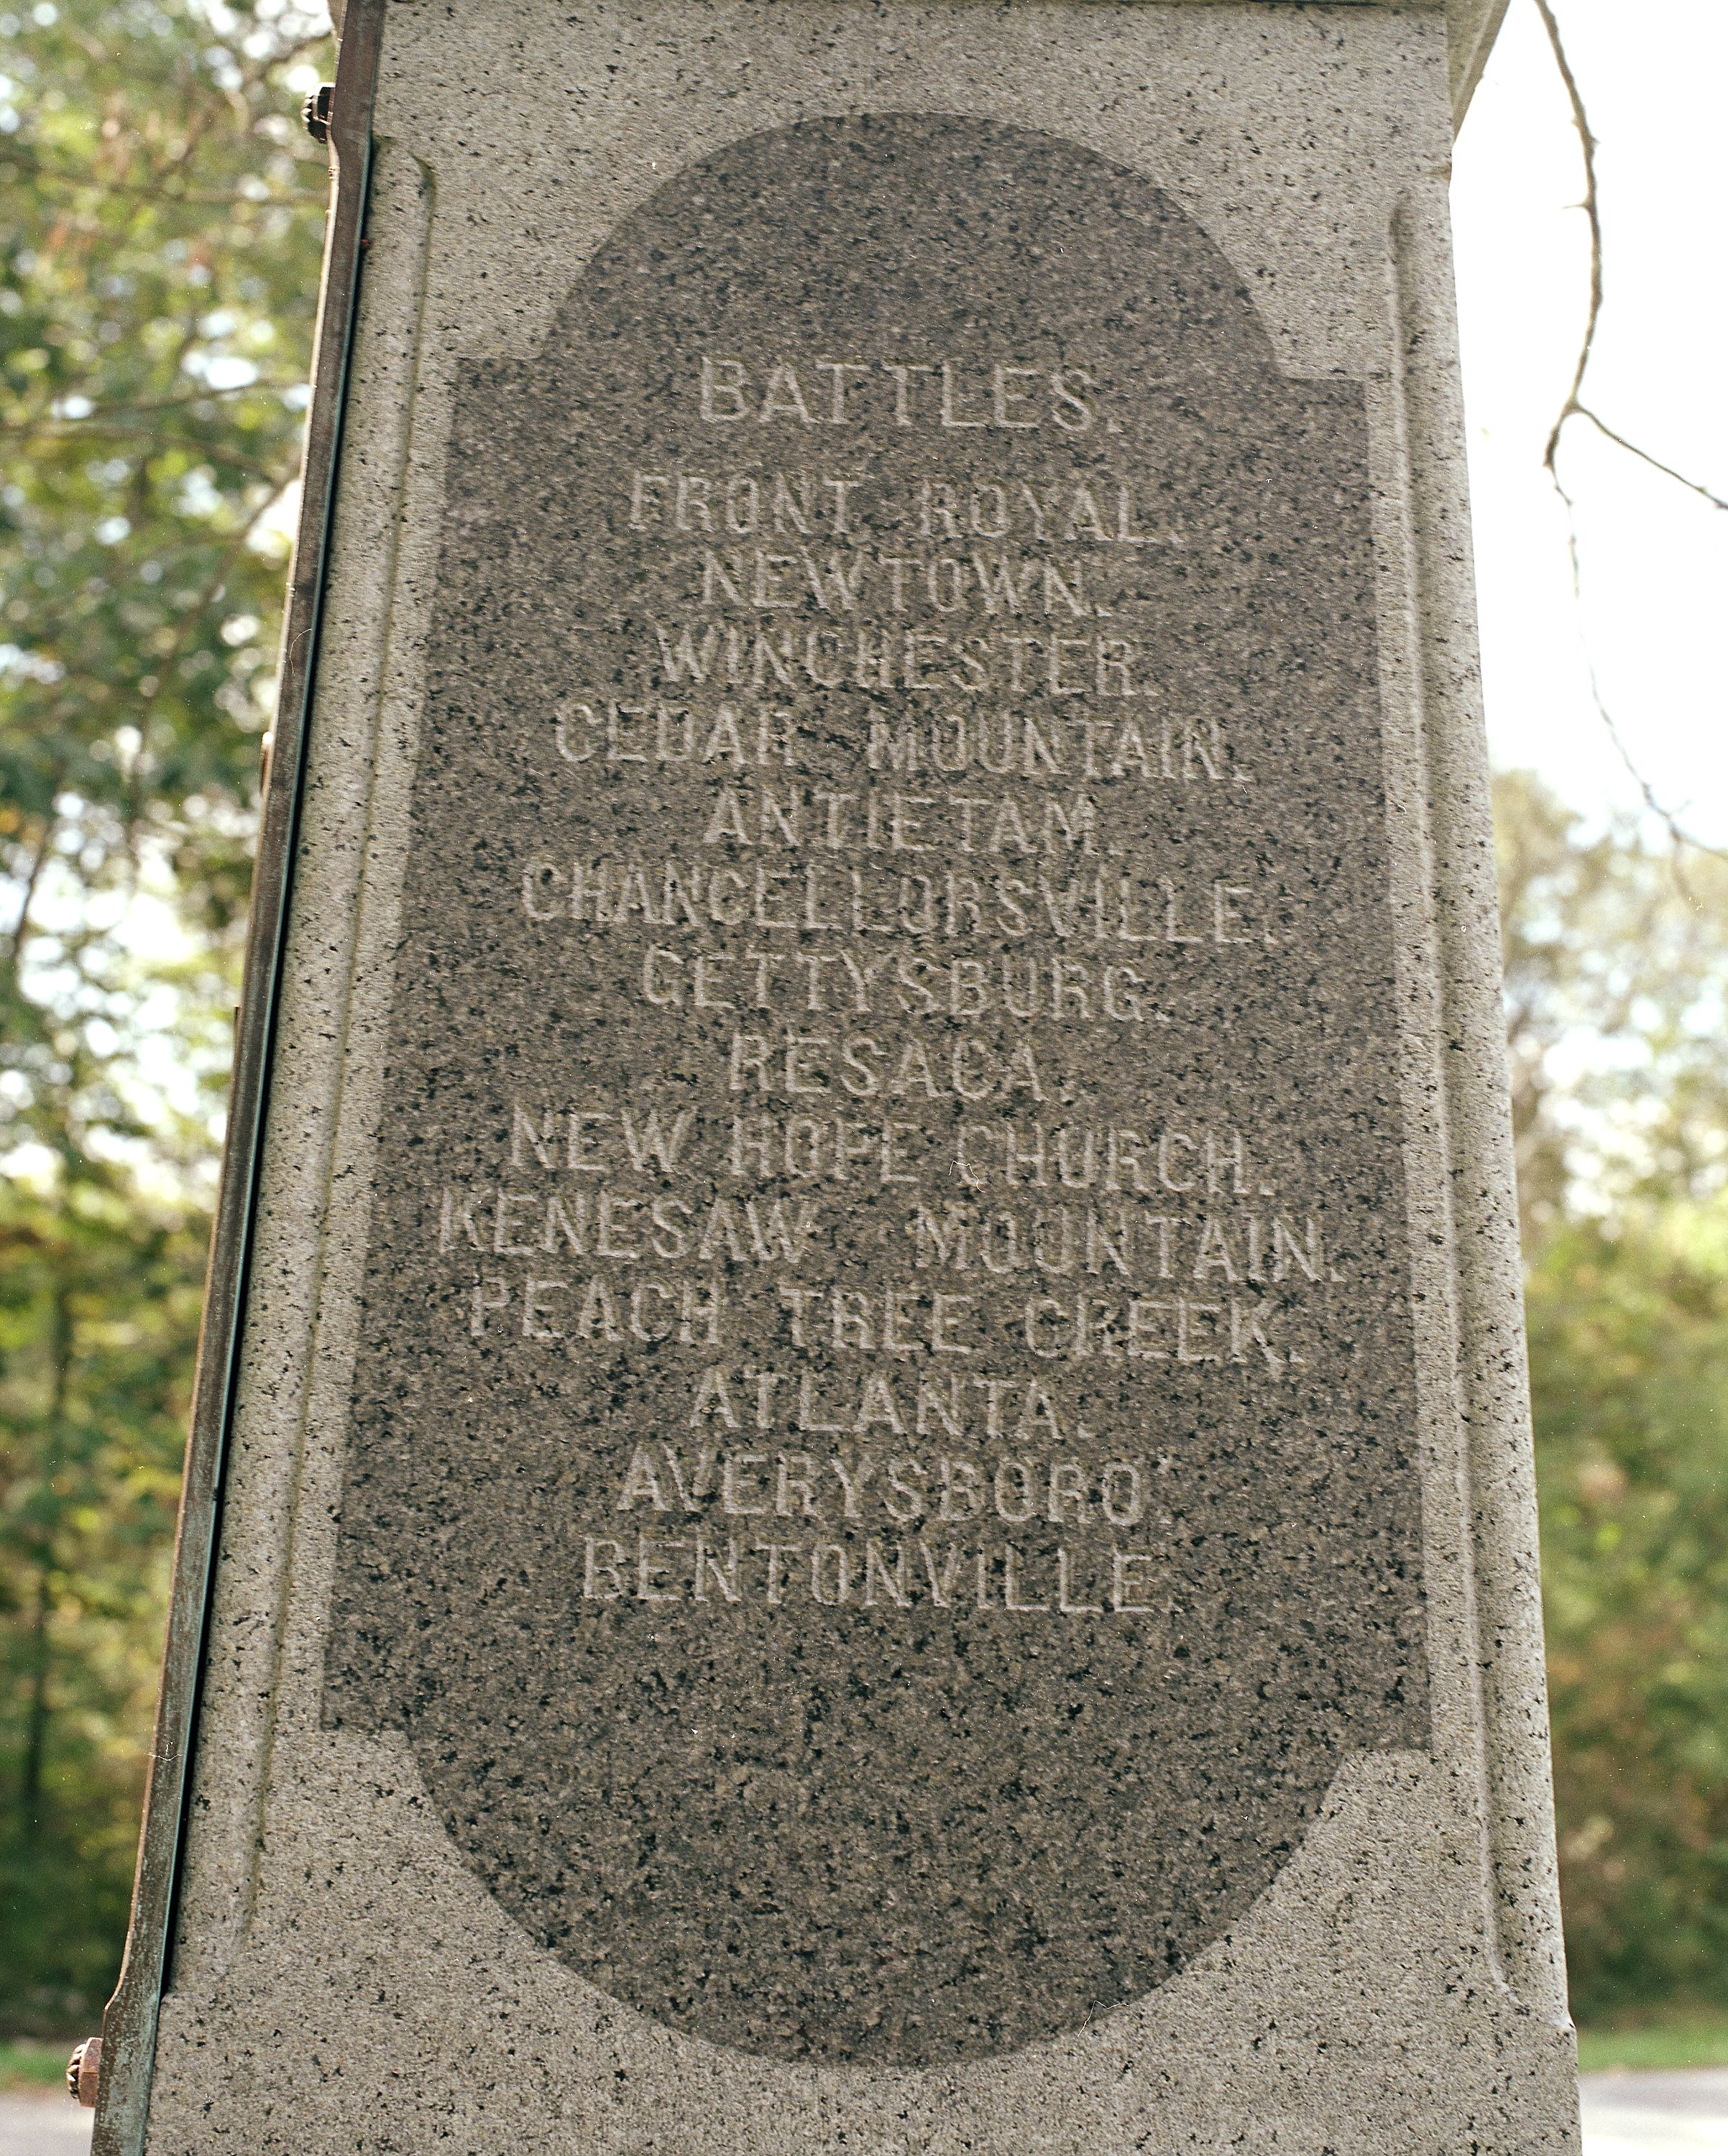 BATTLES.
FRONT ROYAL.
NEWTOWN.
WINCHESTER.
CEDAR MOUNTAIN.
ANTIETAM.
CHANCELLORSVILLE.
GETTYSBURG.
RESACA.
NEW HOPE CHURCH.
KENESAW MOUNTAIN.
PEACH TREE CREEK.
ATLANTA.
AVERYSBORO'.
BENTONVILLE.